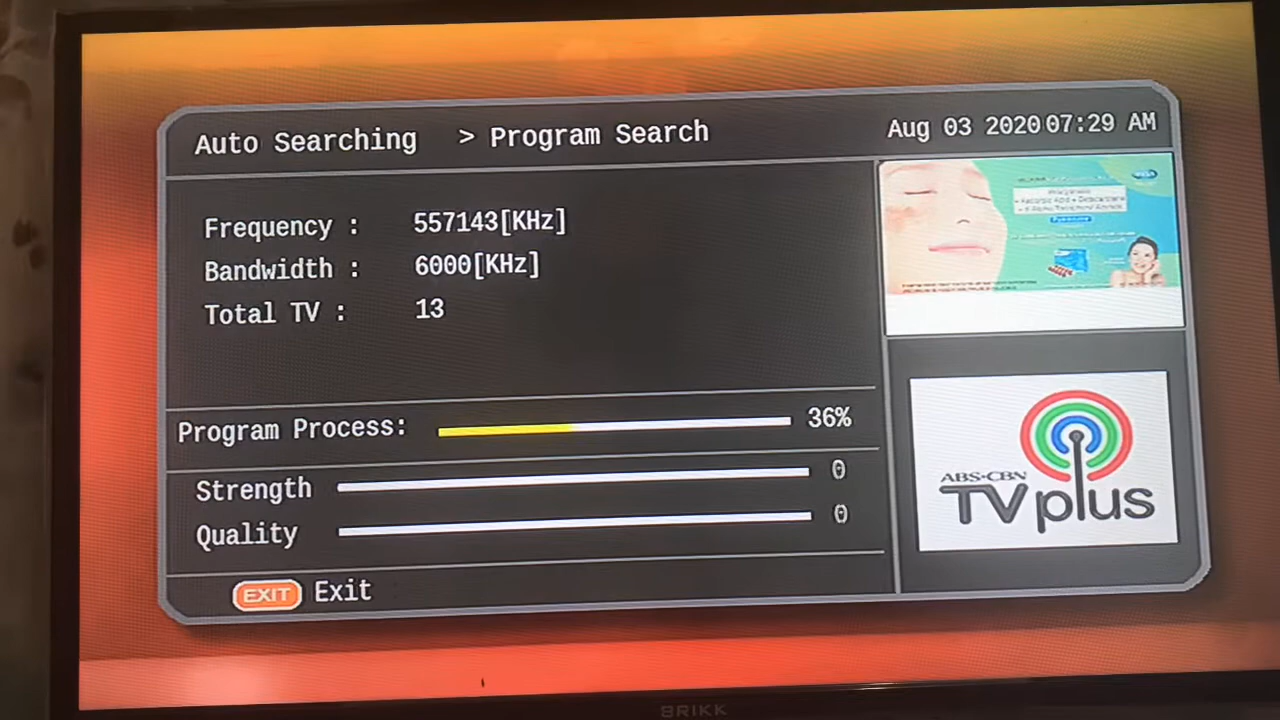 Auto Searching > Program Search
Aug 03 2020 07:29 AM
Frequency : 557143[KHz]
Bandwidth : 6000[KHz]
Total TV : 13
Program Process: 36%
Strength 0
Quality 0
EXIT Exit
ABS-CBN
TVplus
BRIKK